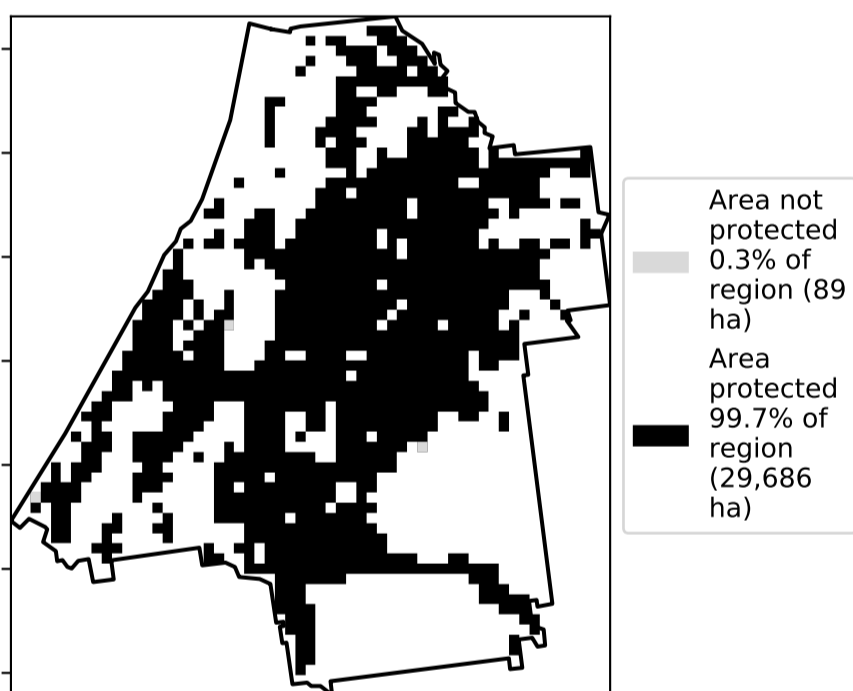 Area not
protected
0.3% of
region (89
ha)
Area
protected
99.7% of
region
(29,686
ha)